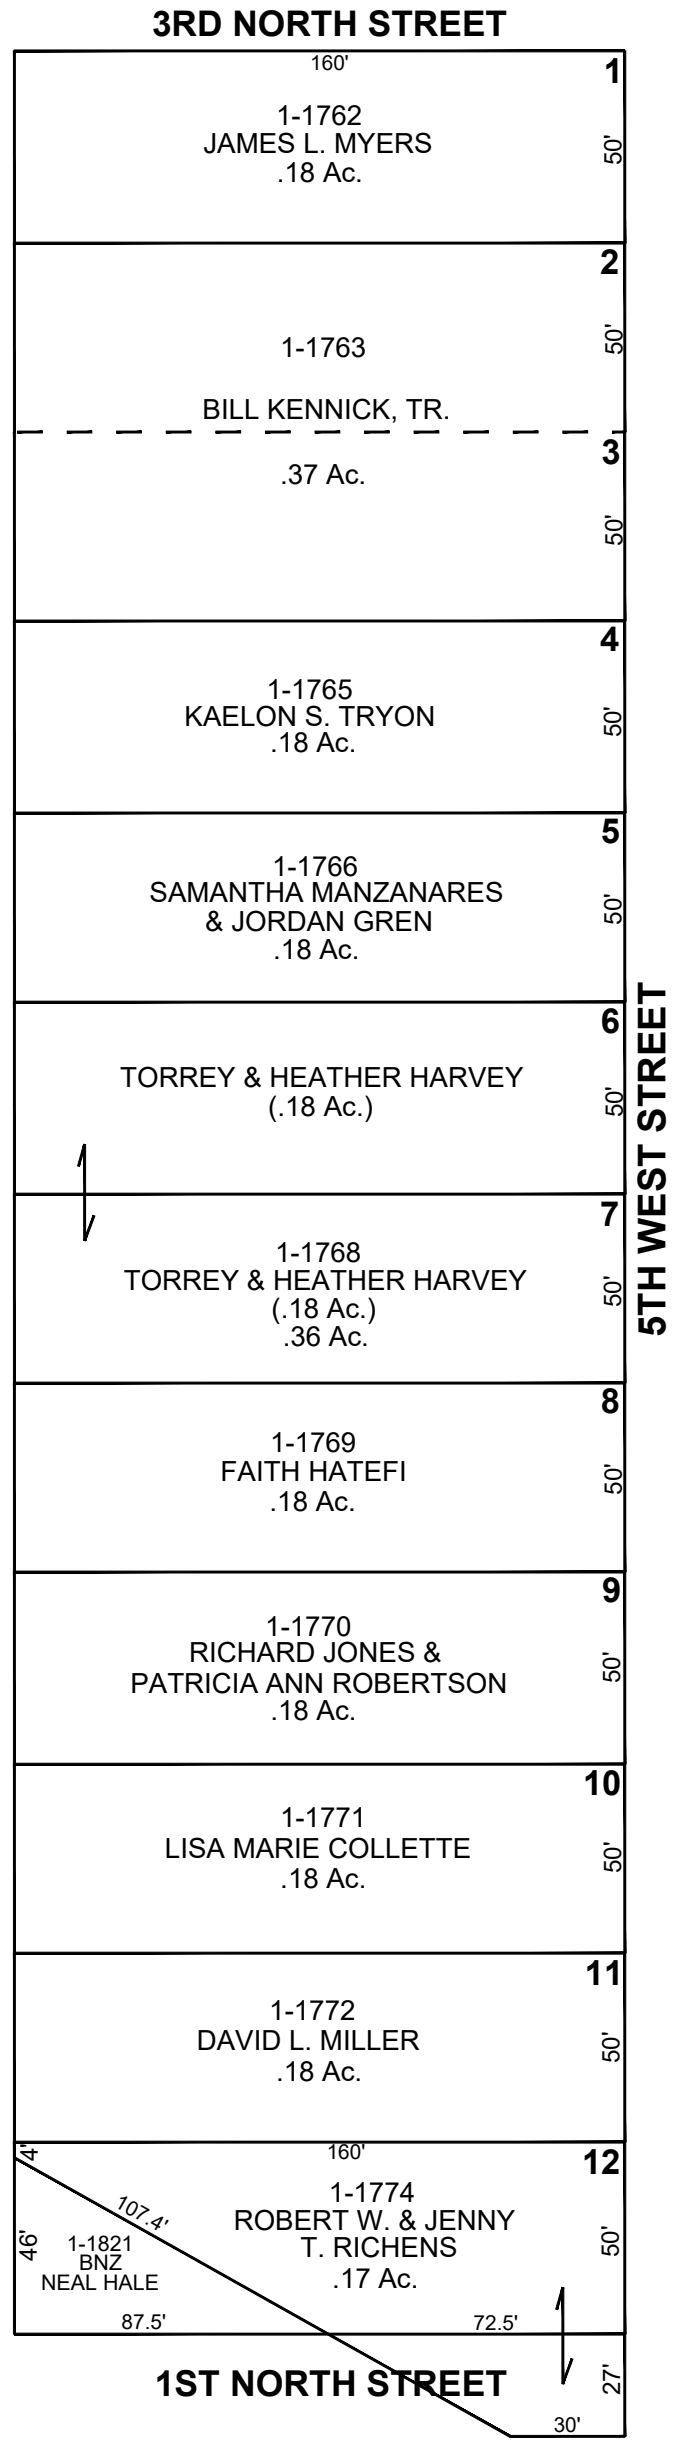 3RD NORTH STREET
160'
1
1-1762
JAMES L. MYERS
.18 Ac.
50'
2
1-1763
50'
BILL KENNICK, TR.
3
.37 Ac.
50'
4
1-1765
KAELON S. TRYON
.18 Ac.
50'
5
1-1766
SAMANTHA MANZANARES
& JORDAN GREN
.18 Ac.
50'
6
TORREY & HEATHER HARVEY
(.18 Ac.)
50'
5TH WEST STREET
7
1-1768
TORREY & HEATHER HARVEY
(.18 Ac.)
.36 Ac.
50'
8
1-1769
FAITH HATEFI
.18 Ac.
50'
9
1-1770
RICHARD JONES &
PATRICIA ANN ROBERTSON
.18 Ac.
50'
10
1-1771
LISA MARIE COLLETTE
.18 Ac.
50'
11
1-1772
DAVID L. MILLER
.18 Ac.
50'
4'
160'
12
1-1774
ROBERT W. & JENNY
T. RICHENS
.17 Ac.
50'
107.4'
46'
1-1821
BNZ
NEAL HALE
87.5'
72.5'
1ST NORTH STREET
27'
30'